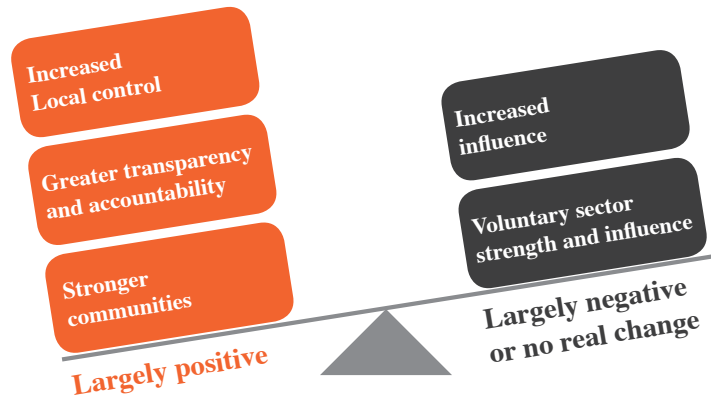 Increased
Local control
Greater transparency
and accountability
Stronger
communities
Largely positive
Increased
influence
Voluntary sector
strength and influence
Largely negative
or no real change